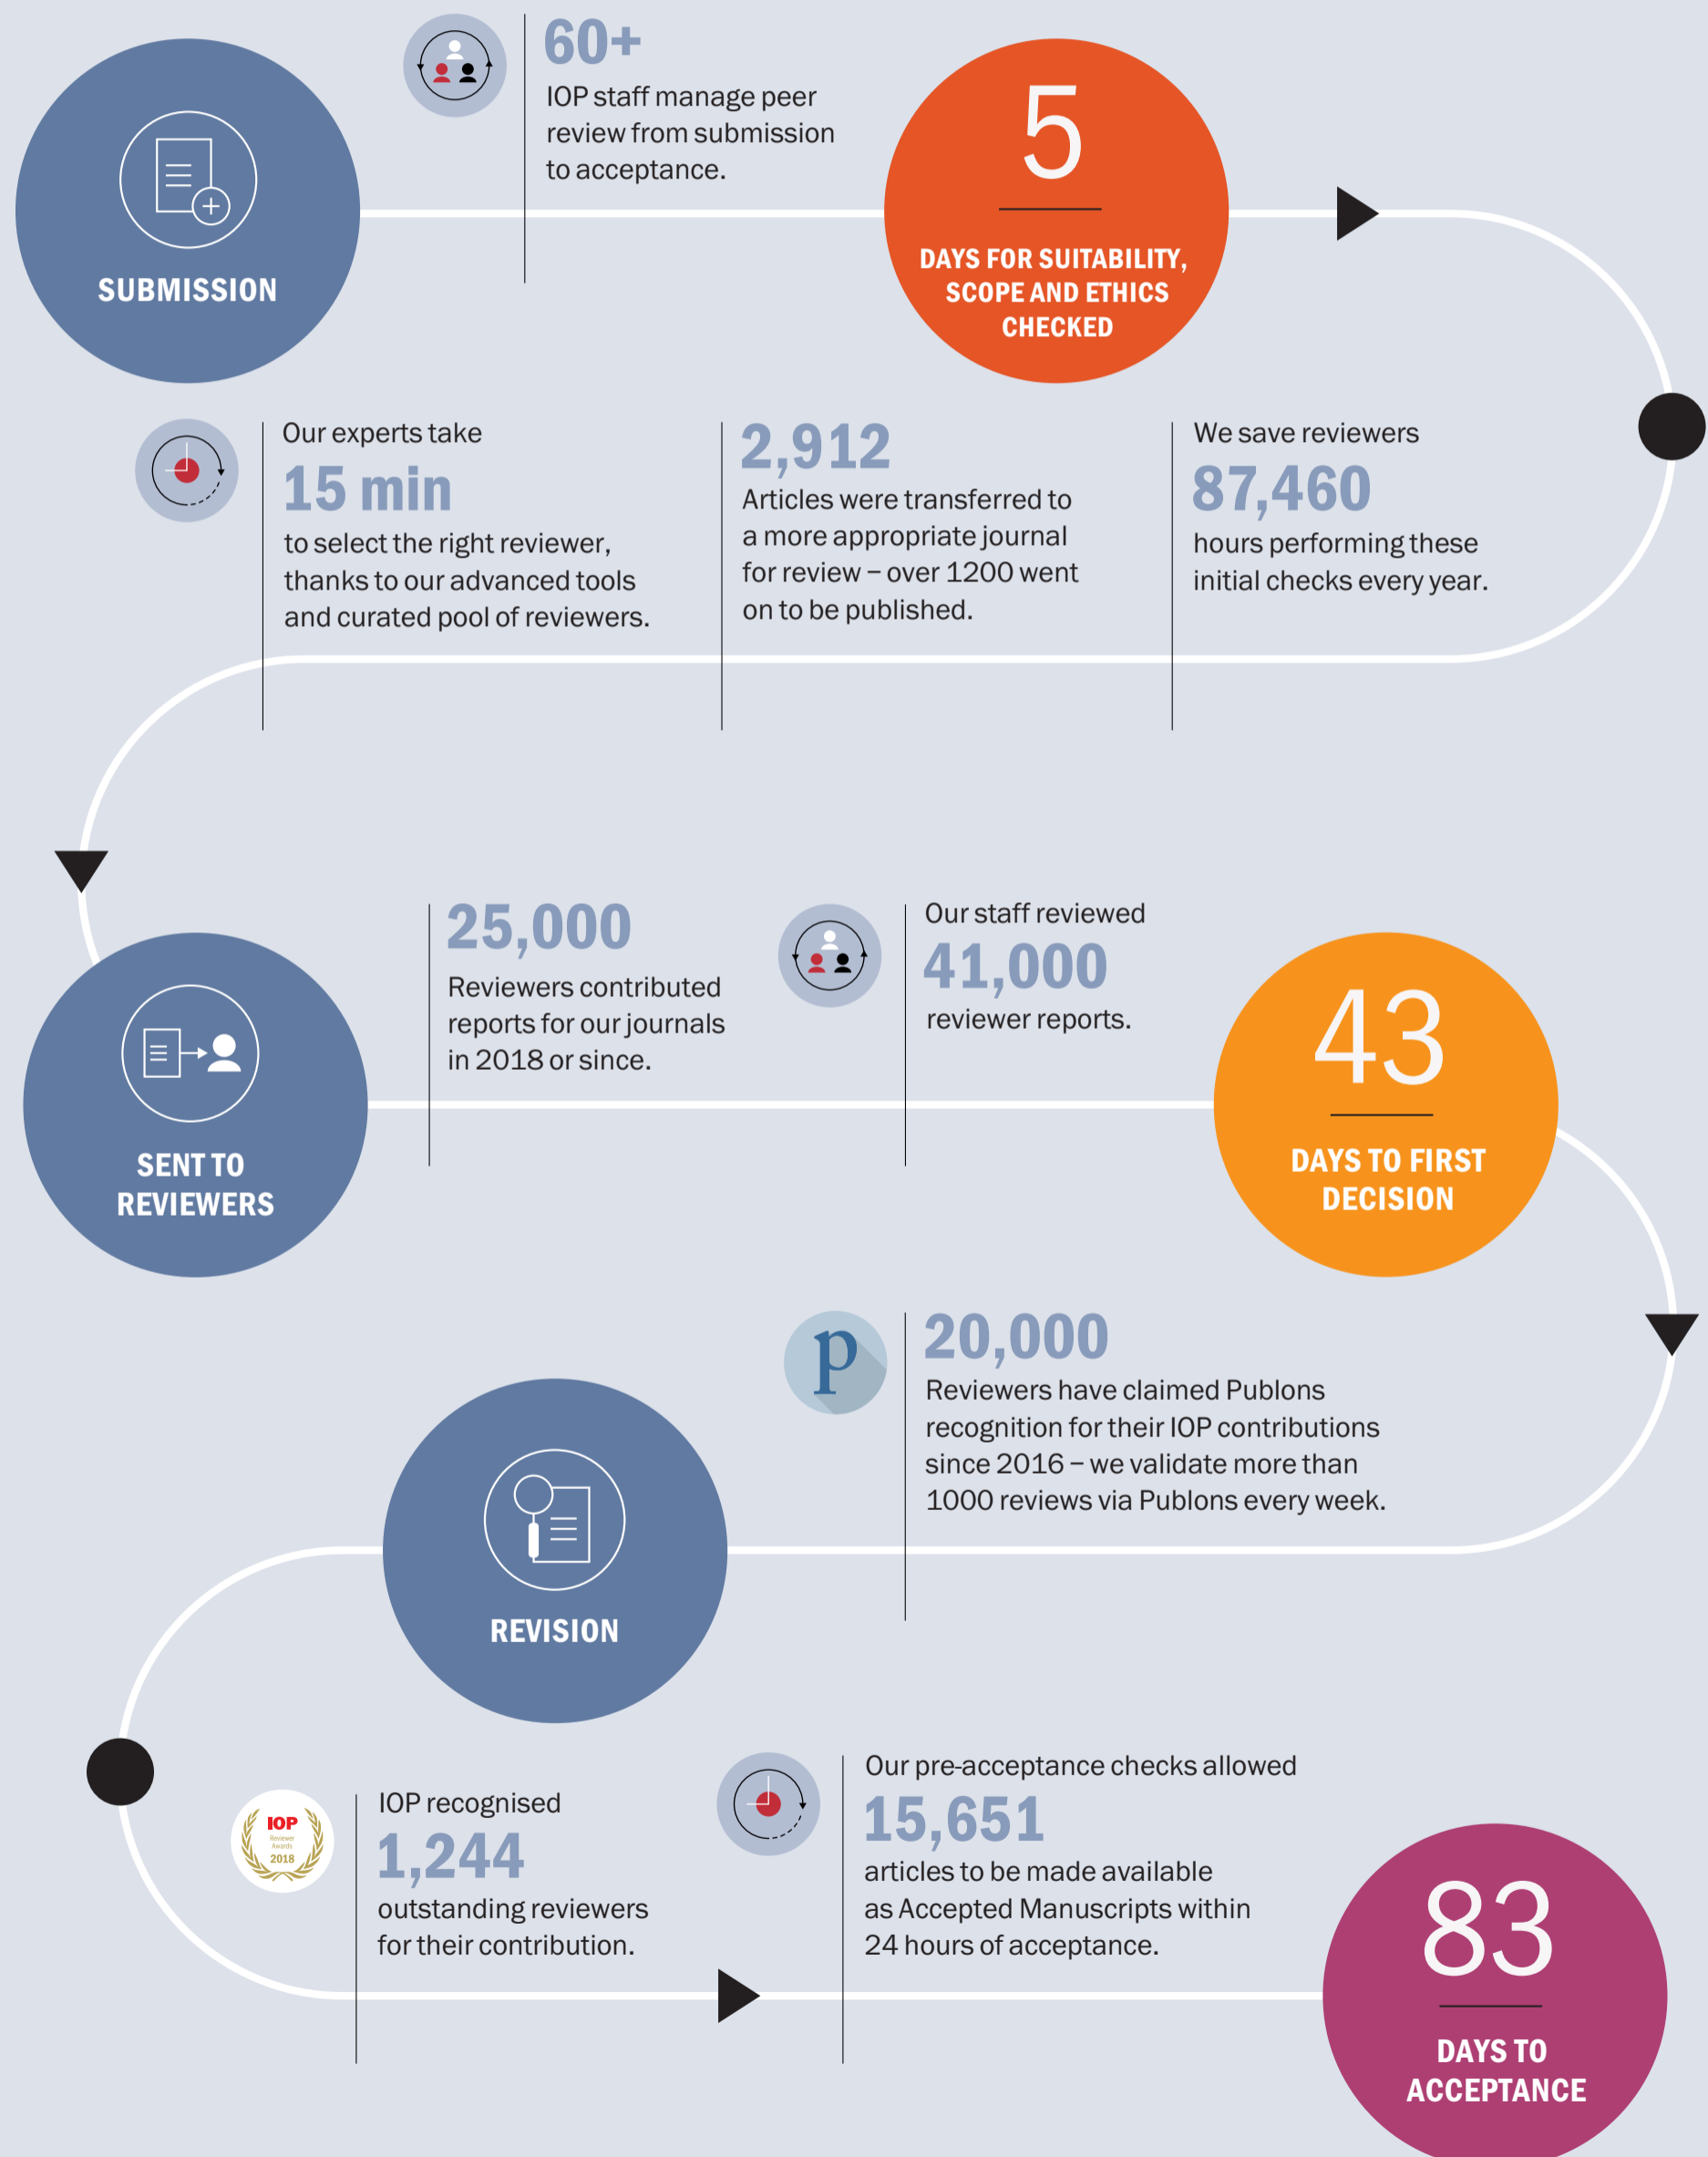 60+
IOP staff manage peer
review from submission
to acceptance.
SUBMISSION
5
DAYS FOR SUITABILITY,
SCOPE AND ETHICS
CHECKED
Our experts take
15 min
to select the right reviewer,
thanks to our advanced tools
and curated pool of reviewers.
2,912
Articles were transferred to
a more appropriate journal
for review – over 1200 went
on to be published.
We save reviewers
87,460
hours performing these
initial checks every year.
SENT TO
REVIEWERS
25,000
Reviewers contributed
reports for our journals
in 2018 or since.
Our staff reviewed
41,000
reviewer reports.
43
DAYS TO FIRST
DECISION
p
20,000
Reviewers have claimed Publons
recognition for their IOP contributions
since 2016 – we validate more than
1000 reviews via Publons every week.
REVISION
IOP
Reviewer
Awards
2018
IOP recognised
1,244
outstanding reviewers
for their contribution.
Our pre-acceptance checks allowed
15,651
articles to be made available
as Accepted Manuscripts within
24 hours of acceptance.
83
DAYS TO
ACCEPTANCE